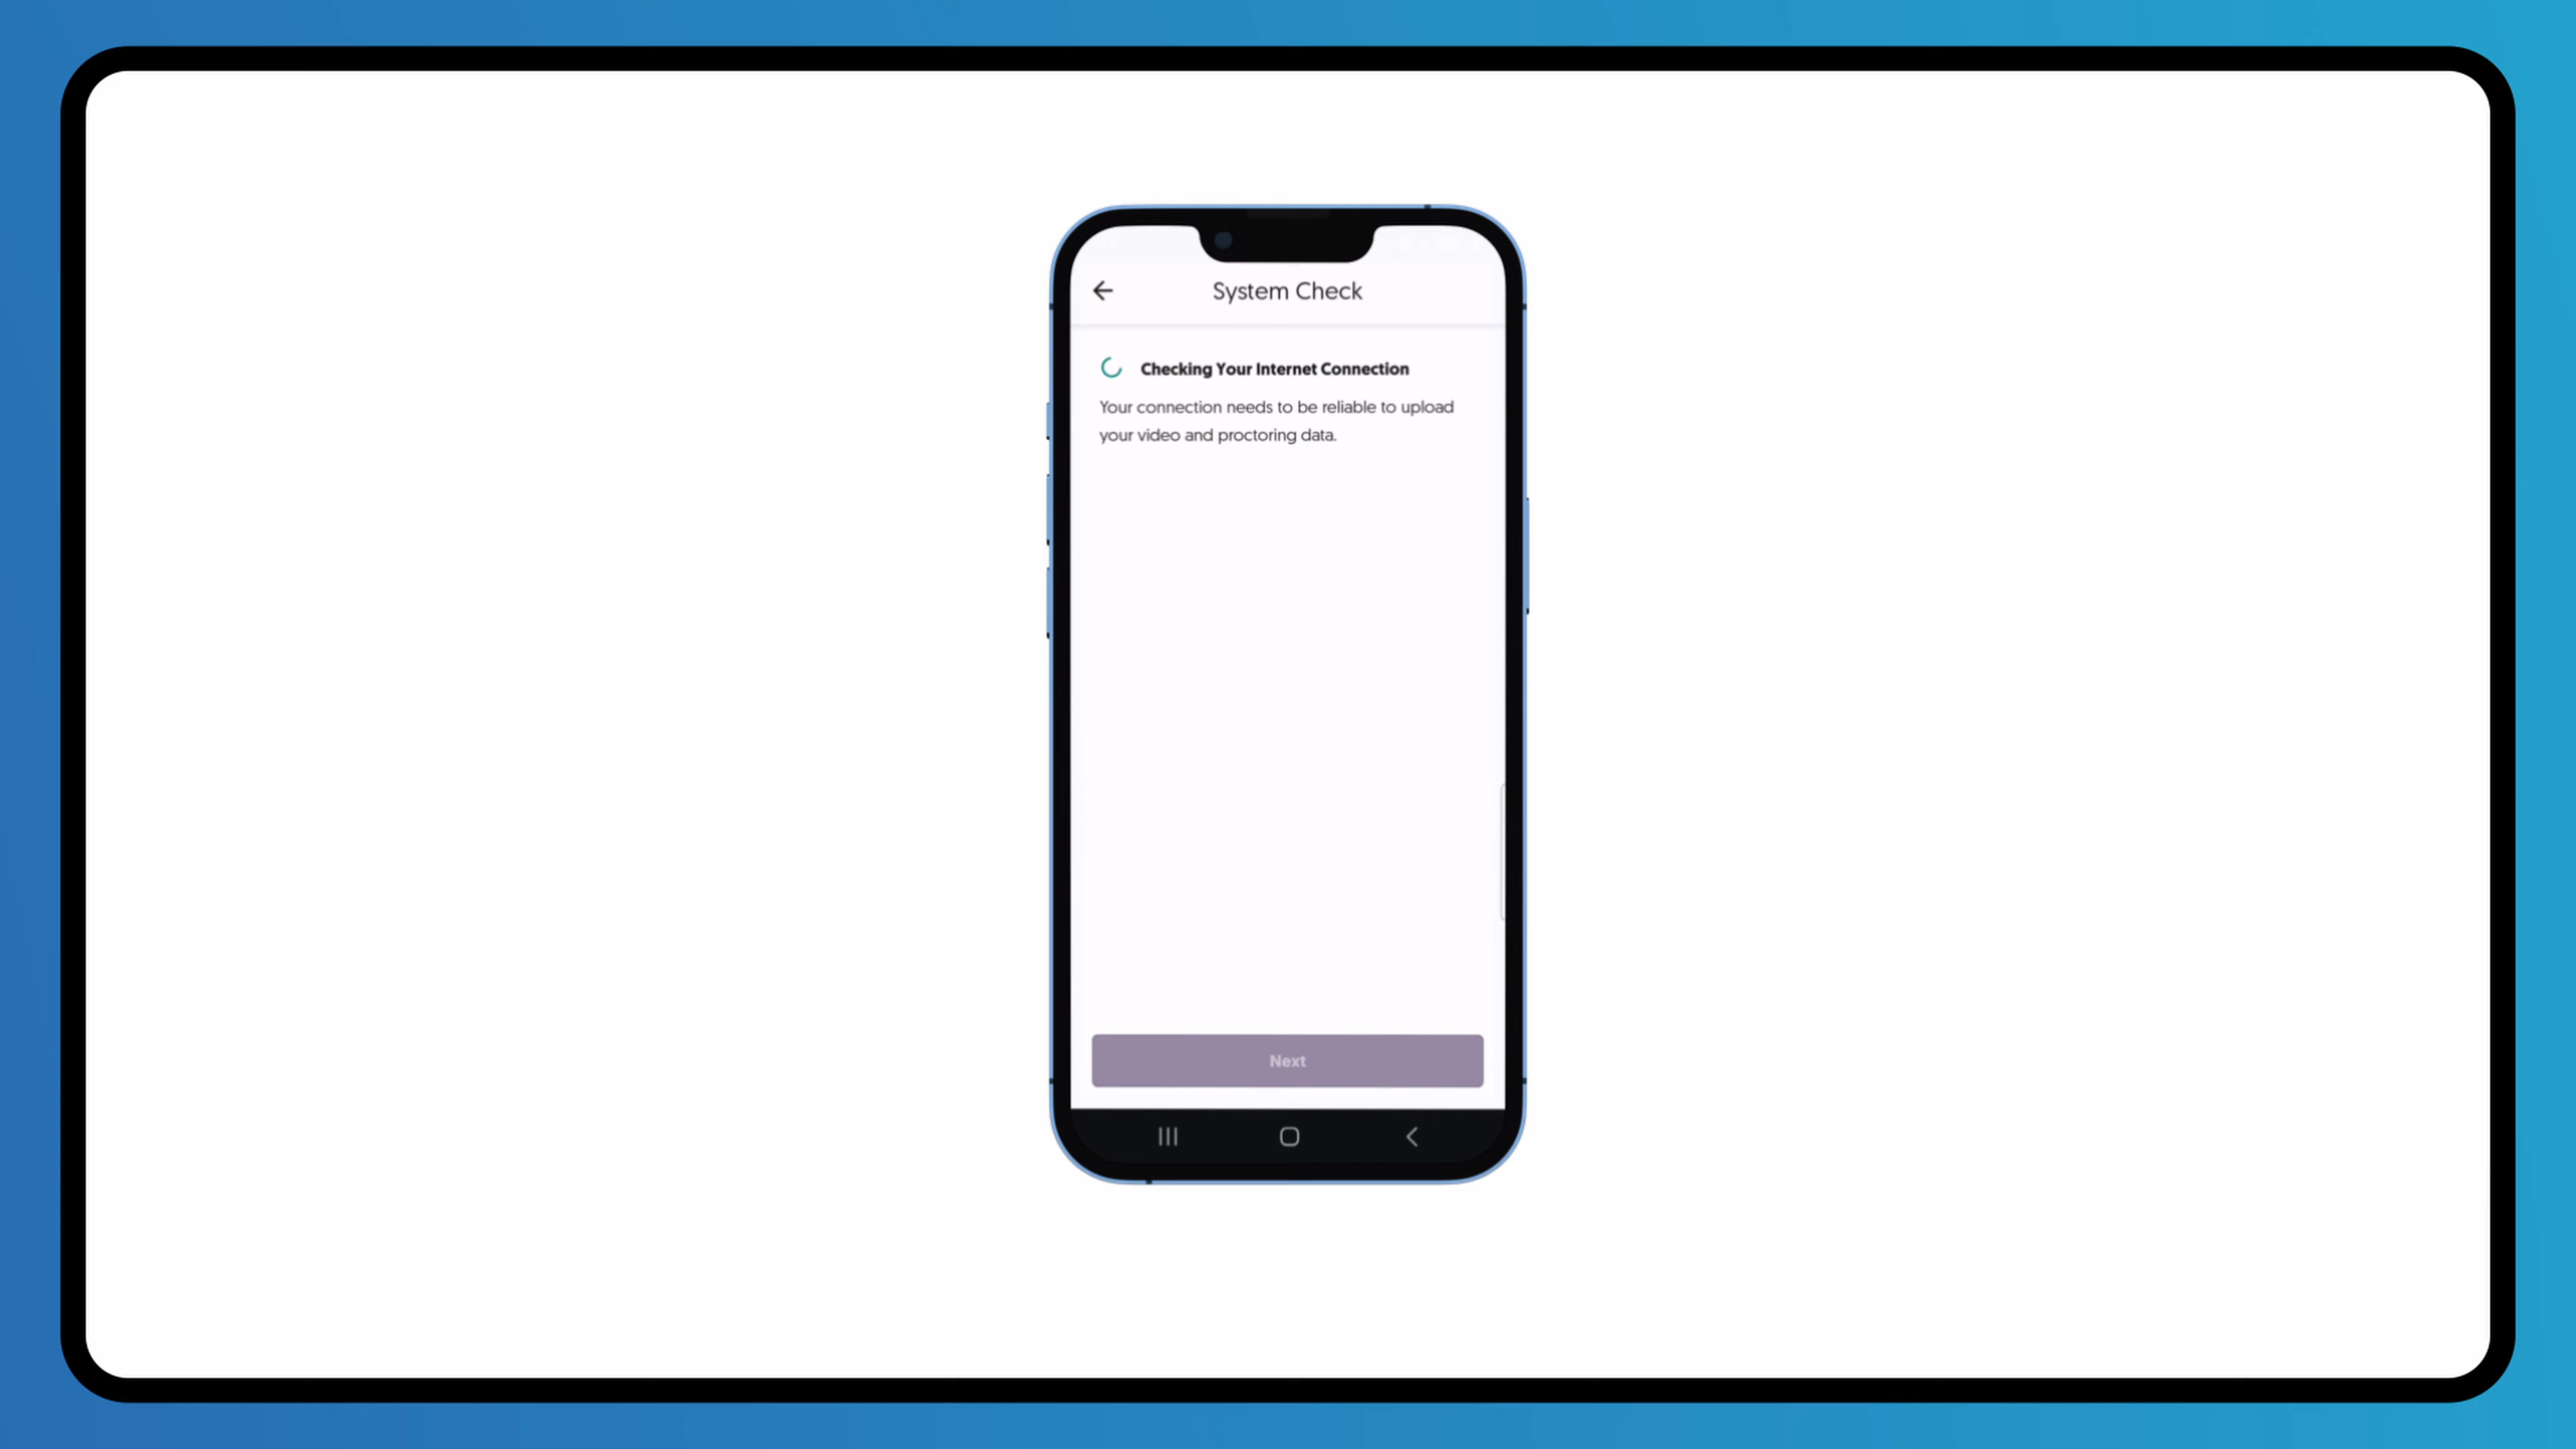 System Check
Checking Your Internet Connection
Your connection needs to be reliable to upload
your video and proctoring data.
Next